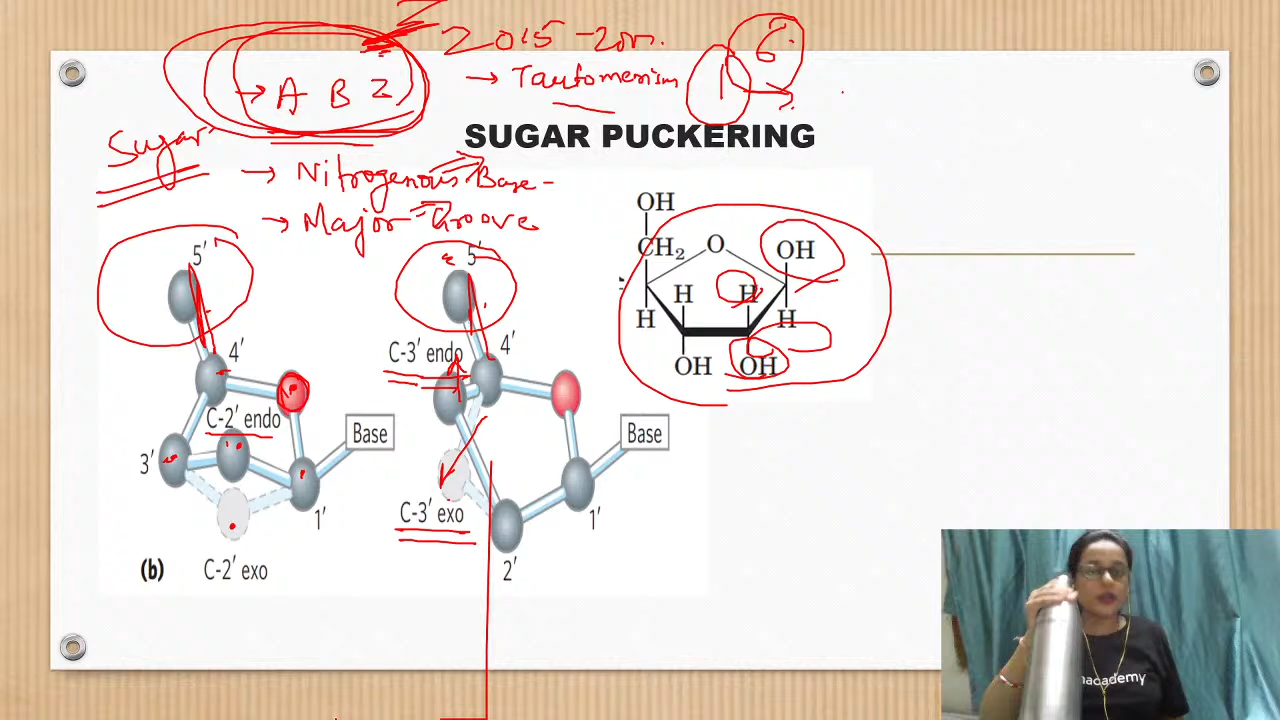 2015 -
→ A B Z
→ Tautomerism
1
6
SUGAR PUCKERING
Sugar
→ Nitrogenous Base -
→ Major Groove
5'
4'
C-2' endo
3'
Base
1'
(b)
C-2' exo
5'
C-3' endo
4'
Base
C-3' exo
1'
2'
OH
CH2
O
OH
H
H
H
H
OH
OH
nacademy